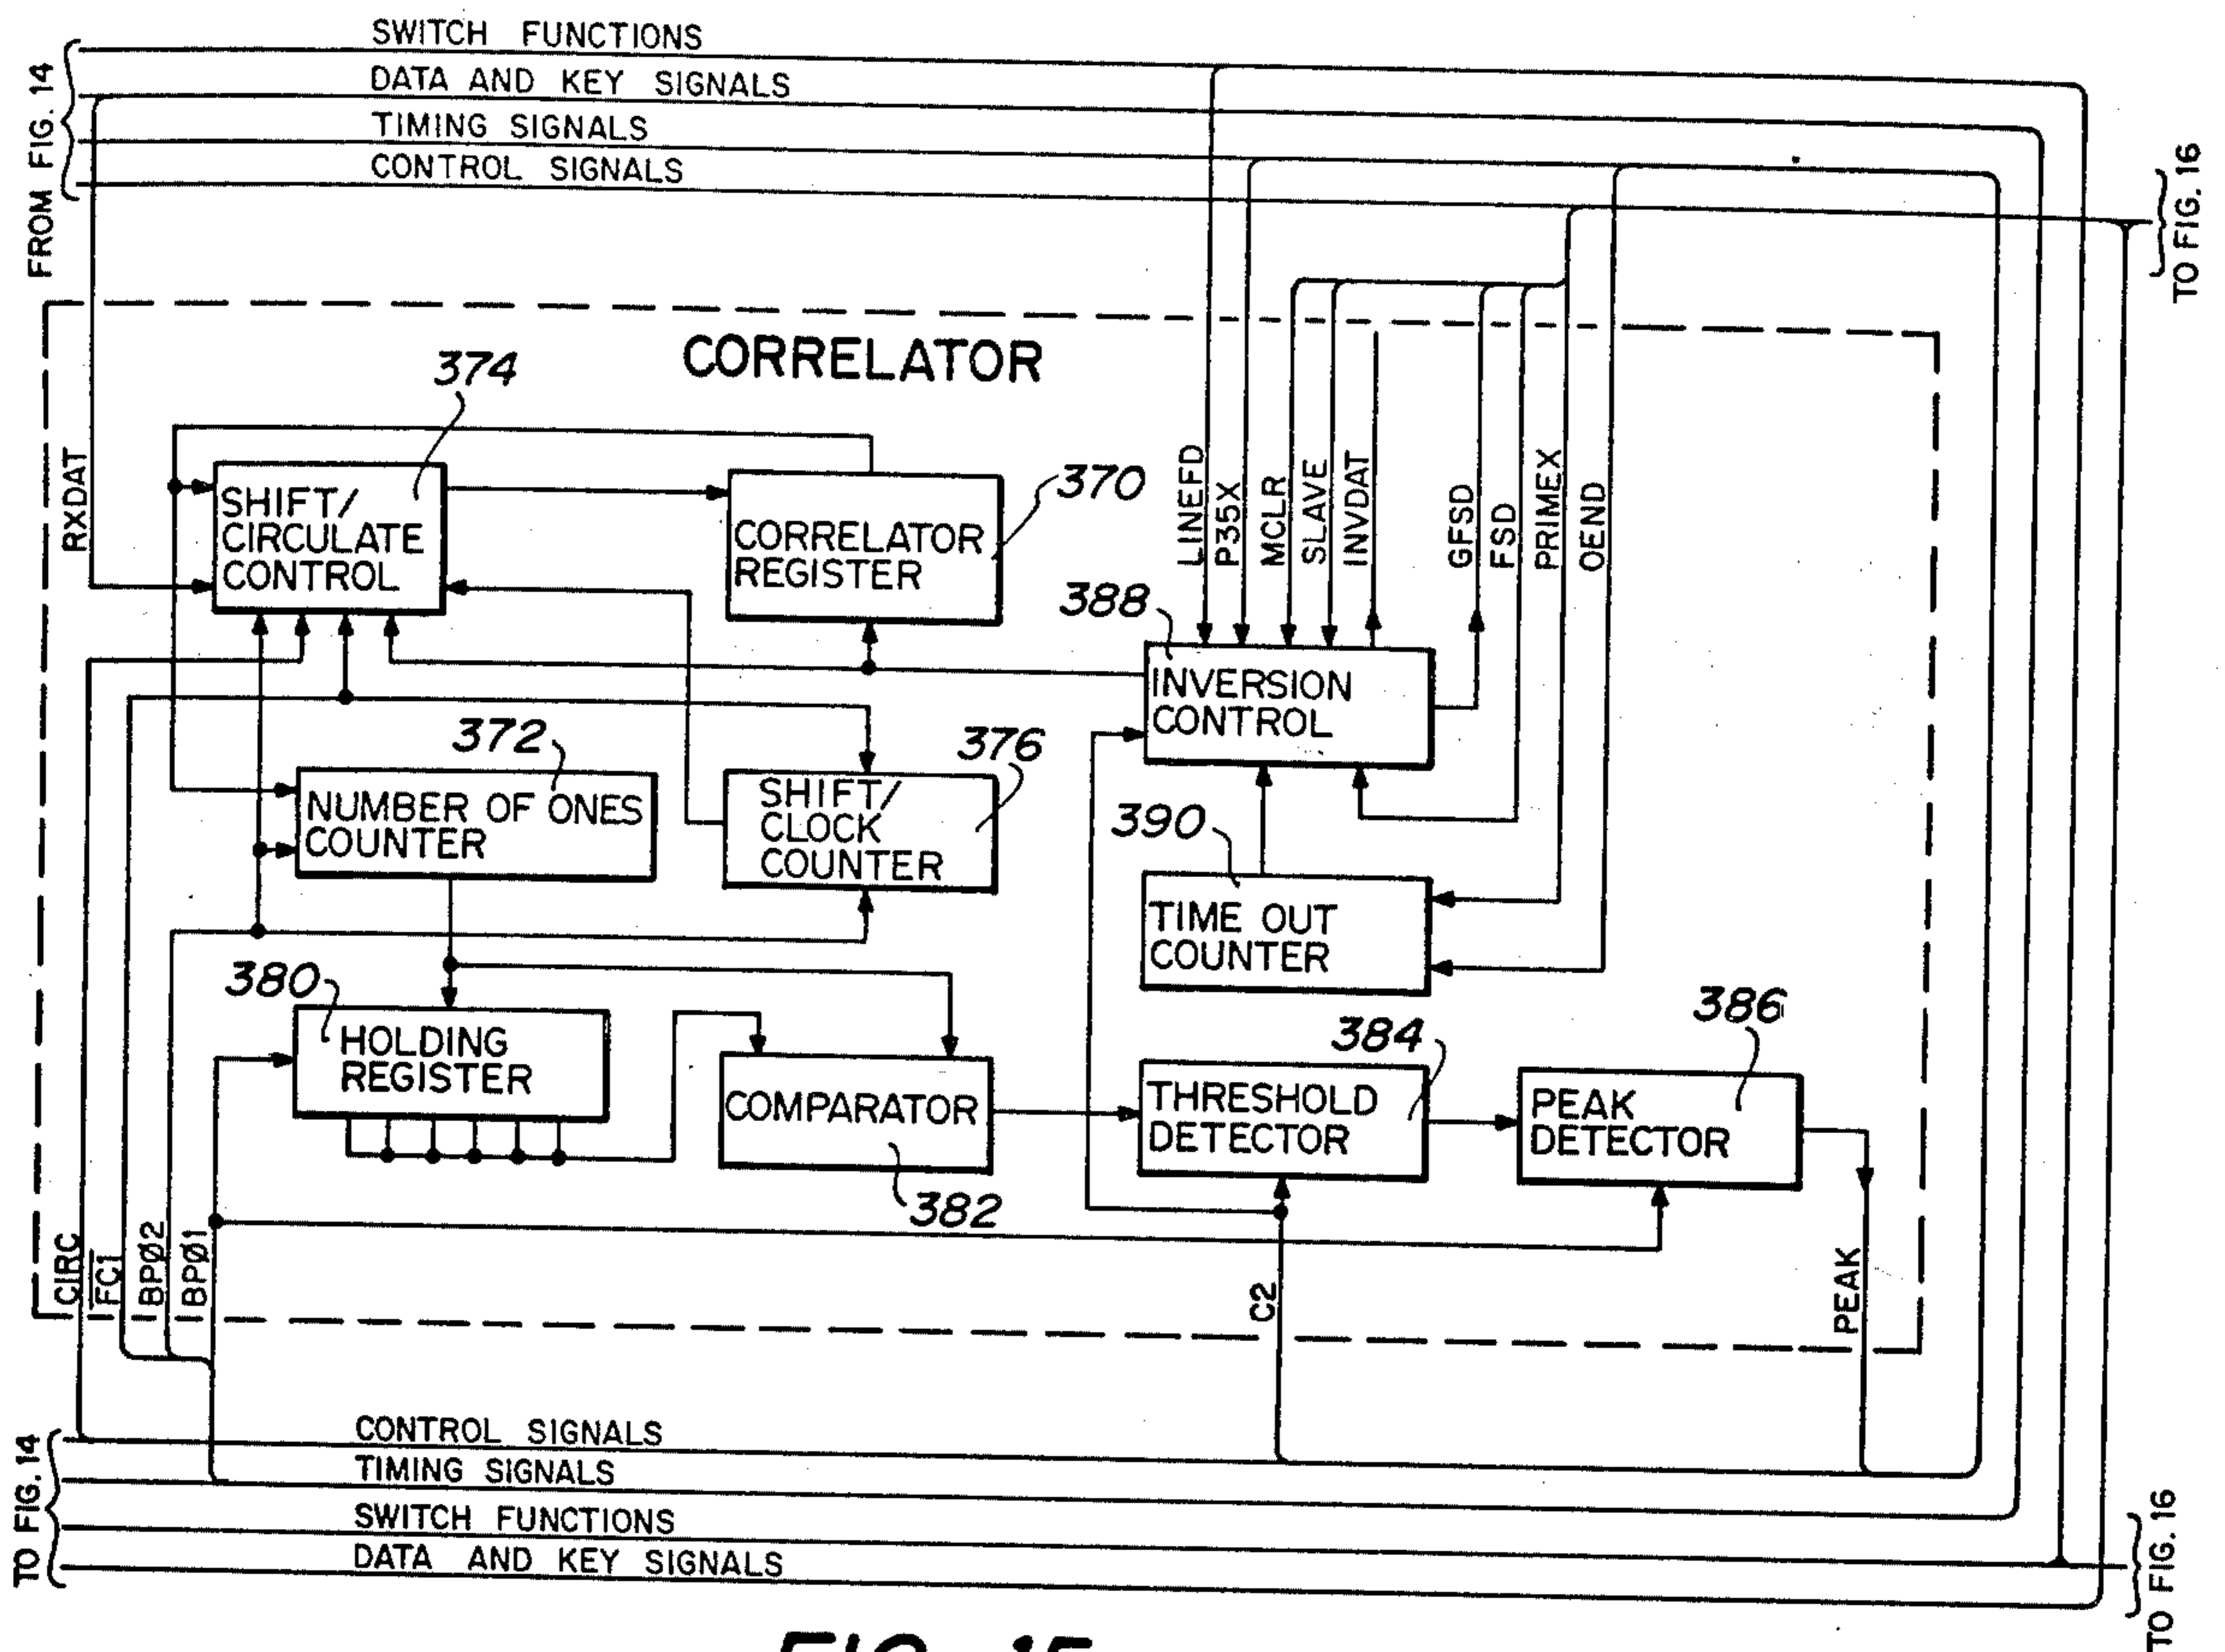 SWITCH FUNCTIONS
DATA AND KEY SIGNALS
TIMING SIGNALS
CONTROL SIGNALS
FROM FIG. 14
TO FIG. 16
CORRELATOR
374
RXDAT
SHIFT/
CIRCULATE
CONTROL
370
CORRELATOR
REGISTER
LINEFD
P35X
MCLR
SLAVE
INVDAT
GFSD
FSD
PRIMEX
OEND
388
INVERSION
CONTROL
372
NUMBER OF ONES
COUNTER
376
SHIFT/
CLOCK
COUNTER
390
TIME OUT
COUNTER
380
HOLDING
REGISTER
COMPARATOR
382
384
THRESHOLD
DETECTOR
386
PEAK
DETECTOR
CIRC
FC1
BPØ2
BPØ1
C2
PEAK
CONTROL SIGNALS
TIMING SIGNALS
SWITCH FUNCTIONS
DATA AND KEY SIGNALS
TO FIG. 14
TO FIG. 16
FIG. 15